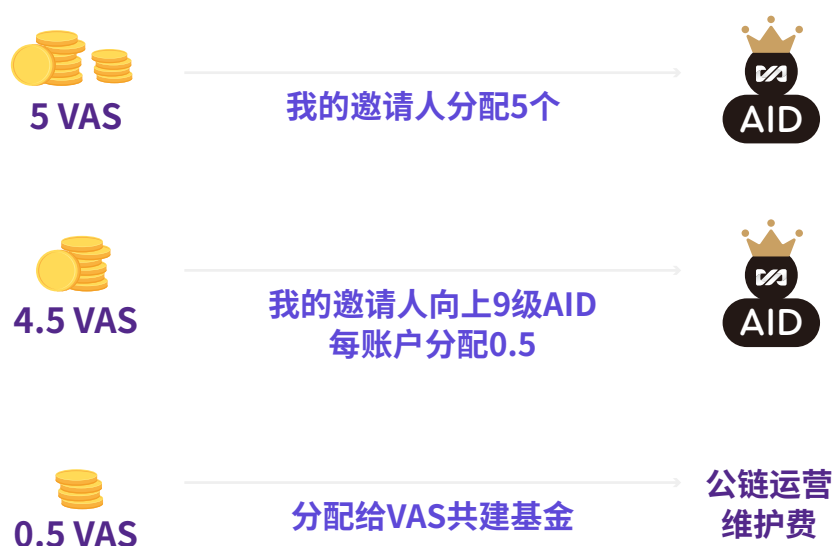 5 VAS
我的邀请人分配5个
AID
4.5 VAS
我的邀请人向上9级AID
每账户分配0.5
AID
0.5 VAS
分配给VAS共建基金
公链运营
维护费